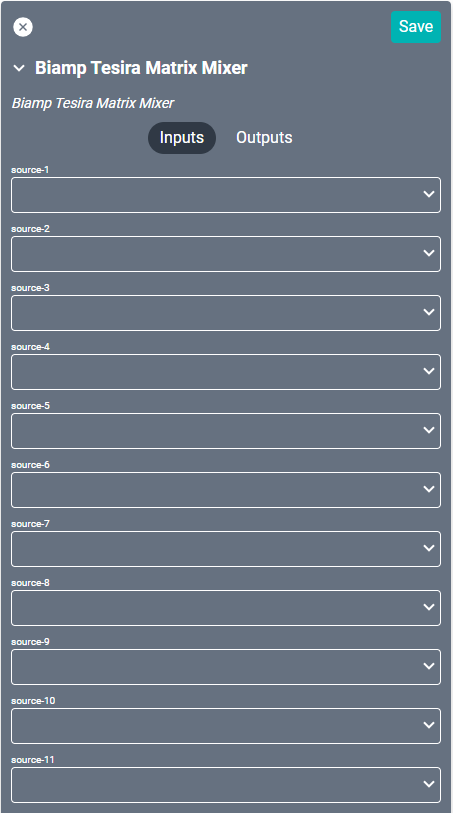 Save
Biamp Tesira Matrix Mixer
Biamp Tesira Matrix Mixer
Inputs Outputs
source-1
source-2
source-3
source-4
source-5
source-6
source-7
source-8
source-9
source-10
source-11